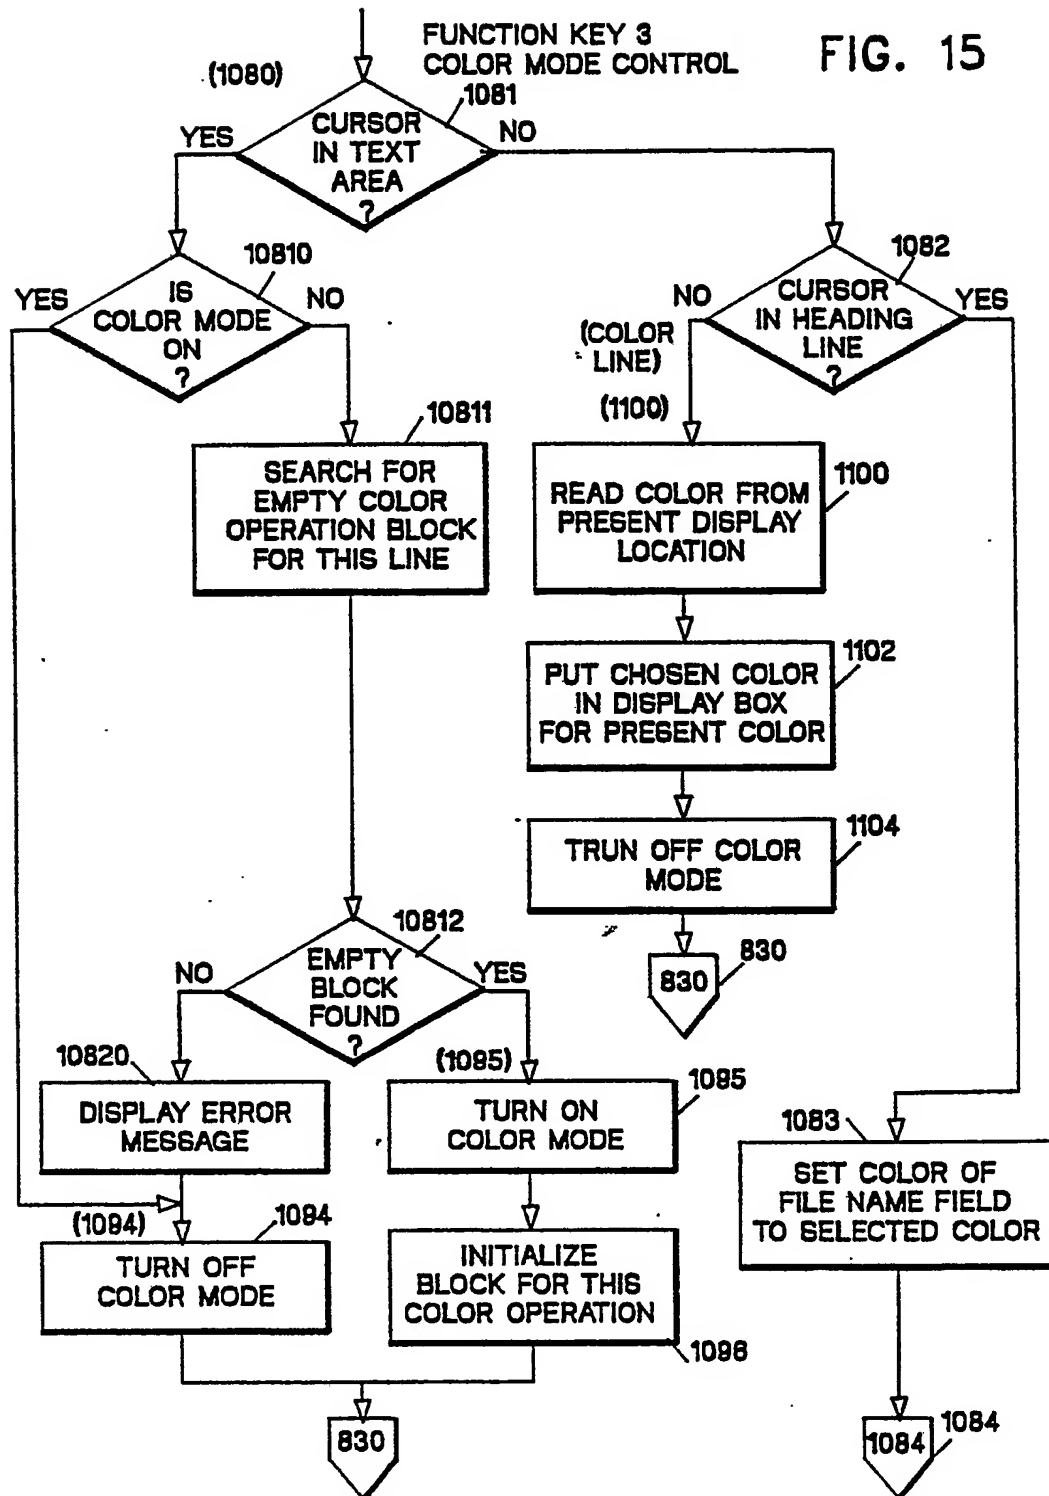 FUNCTION KEY 3
COLOR MODE CONTROL
FIG. 15
(1080)
1081
CURSOR
IN TEXT
AREA
?
YES
NO
10810
IS
COLOR MODE
ON
?
YES
NO
1082
CURSOR
IN HEADING
LINE
?
NO
YES
(COLOR
LINE)
(1100)
10811
SEARCH FOR
EMPTY COLOR
OPERATION BLOCK
FOR THIS LINE
1100
READ COLOR FROM
PRESENT DISPLAY
LOCATION
1102
PUT CHOSEN COLOR
IN DISPLAY BOX
FOR PRESENT COLOR
1104
TRUN OFF COLOR
MODE
830
830
10812
EMPTY
BLOCK
FOUND
?
NO
YES
10820
DISPLAY ERROR
MESSAGE
(1095)
1095
TURN ON
COLOR MODE
(1094)
1094
TURN OFF
COLOR MODE
INITIALIZE
BLOCK FOR THIS
COLOR OPERATION
1096
830
1083
SET COLOR OF
FILE NAME FIELD
TO SELECTED COLOR
1084
1084